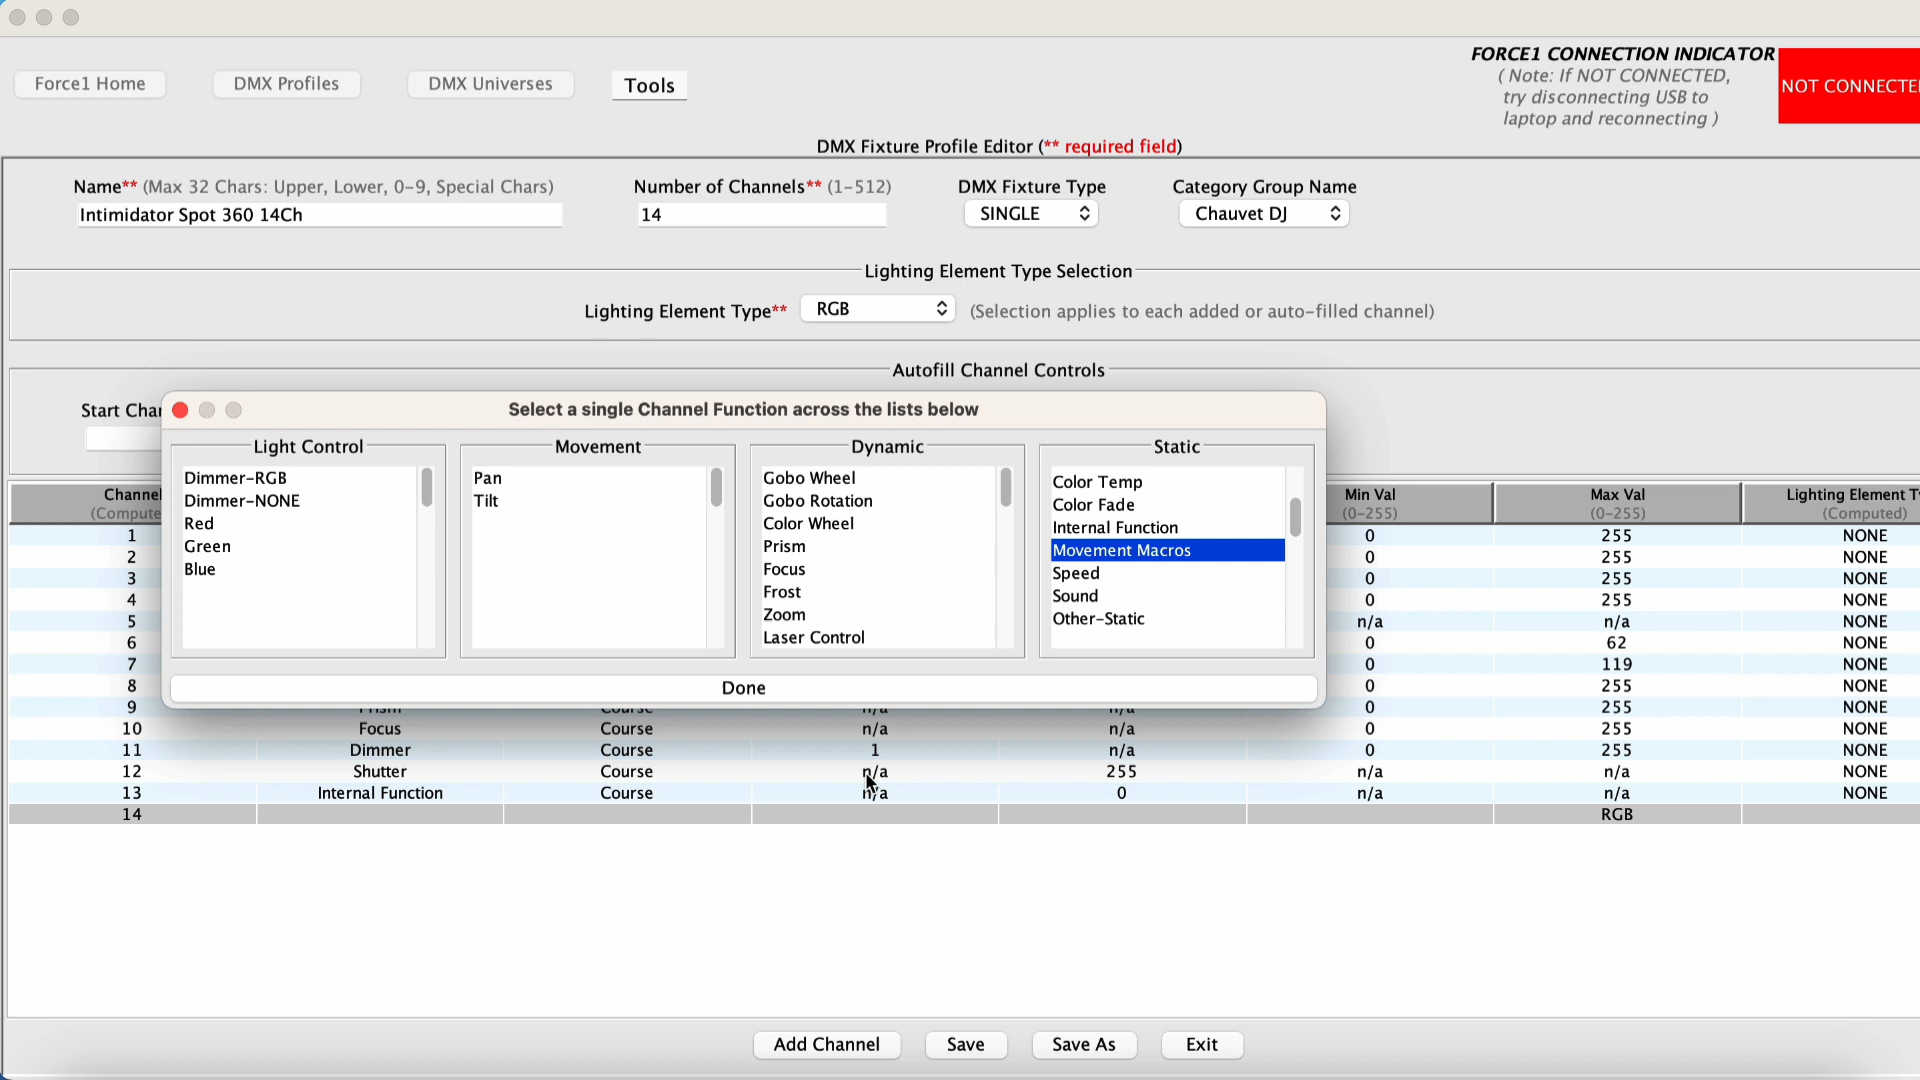 FORCE1 CONNECTION INDICATOR
( Note: If NOT CONNECTED,
try disconnecting USB to
laptop and reconnecting )
Force1 Home
DMX Profiles
DMX Universes
Tools
DMX Fixture Profile Editor (** required field)
Name** (Max 32 Chars: Upper, Lower, 0-9, Special Chars)
Number of Channels** (1-512)
DMX Fixture Type
Category Group Name
Intimidator Spot 360 14Ch
14
SINGLE
Chauvet DJ
Lighting Element Type Selection
Lighting Element Type** RGB (Selection applies to each added or auto-filled channel)
Autofill Channel Controls
Select a single Channel Function across the lists below
Light Control
Dimmer-RGB
Dimmer-NONE
Red
Green
Blue
Movement
Pan
Tilt
Dynamic
Gobo Wheel
Gobo Rotation
Color Wheel
Prism
Focus
Frost
Zoom
Laser Control
Static
Color Temp
Color Fade
Internal Function
Movement Macros
Speed
Sound
Other-Static
Done
Min Val Max Val
(0-255) (0-255) (Computed)
1 0 255 NONE
2 0 255 NONE
3 0 255 NONE
4 0 255 NONE
5 n/a n/a NONE
6 0 62 NONE
7 0 119 NONE
8 0 255 NONE
9 0 255 NONE
10 Focus Course n/a n/a 0 255 NONE
11 Dimmer Course 1 n/a 0 255 NONE
12 Shutter Course n/a 255 n/a n/a NONE
13 Internal Function Course n/a 0 n/a n/a NONE
14 RGB
Add Channel
Save
Save As
Exit